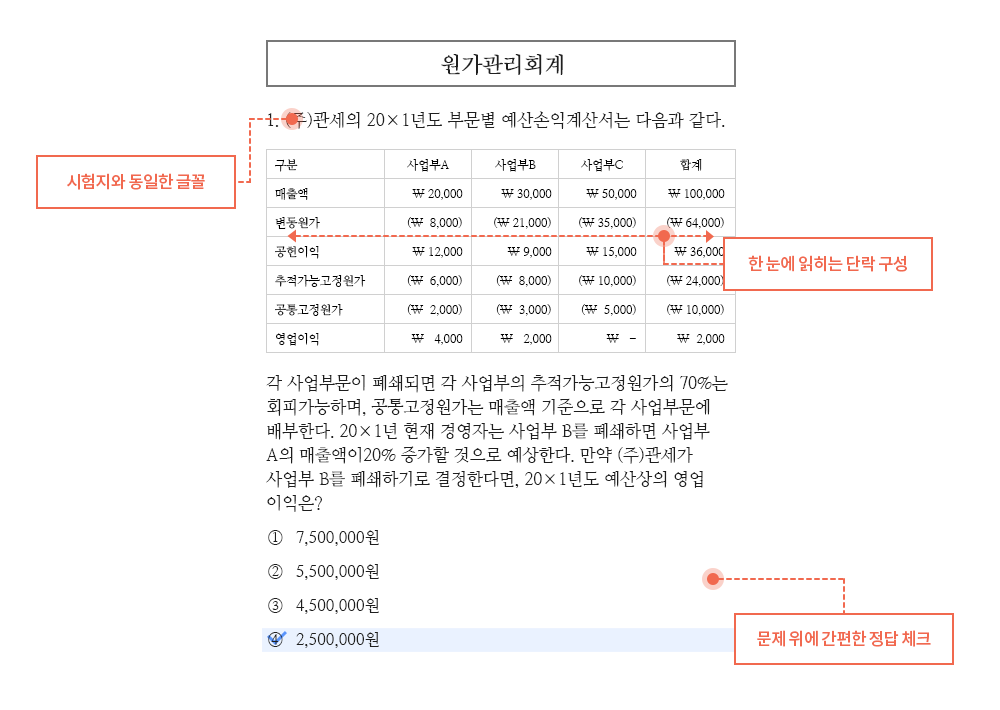 원가관리회계
1. (주)관세의 20×1년도 부문별 예산손익계산서는 다음과 같다.
시험지와 동일한 글꼴
구분 사업부A 사업부B 사업부C 합계
매출액 ₩ 20,000 ₩ 30,000 ₩ 50,000 ₩ 100,000
변동원가 (₩ 8,000) (₩ 21,000) (₩ 35,000) (₩ 64,000)
공헌이익 ₩ 12,000 ₩ 9,000 ₩ 15,000 ₩ 36,000
한 눈에 읽히는 단락 구성
추적가능고정원가 (₩ 6,000) (₩ 8,000) (₩ 10,000) (₩ 24,000)
공통고정원가 (₩ 2,000) (₩ 3,000) (₩ 5,000) (₩ 10,000)
영업이익 ₩ 4,000 ₩ 2,000 ₩ - ₩ 2,000
각 사업부문이 폐쇄되면 각 사업부의 추적가능고정원가의 70%는
회피가능하며, 공통고정원가는 매출액 기준으로 각 사업부문에
배부한다. 20×1년 현재 경영자는 사업부 B를 폐쇄하면 사업부
A의 매출액이20% 증가할 것으로 예상한다. 만약 (주)관세가
사업부 B를 폐쇄하기로 결정한다면, 20×1년도 예산상의 영업
이익은?
① 7,500,000원
② 5,500,000원
③ 4,500,000원
④ 2,500,000원
문제 위에 간편한 정답 체크